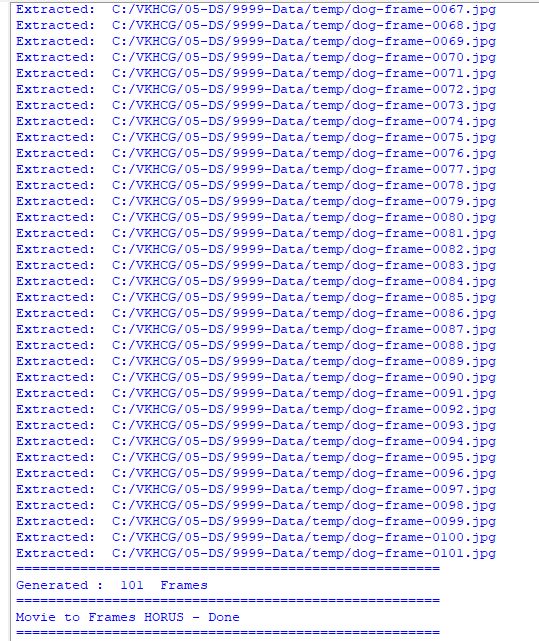 Extracted:  C:/VKHCG/05-DS/9999-Data/temp/dog-frame-0067.jpg
Extracted:  C:/VKHCG/05-DS/9999-Data/temp/dog-frame-0068.jpg
Extracted:  C:/VKHCG/05-DS/9999-Data/temp/dog-frame-0069.jpg
Extracted:  C:/VKHCG/05-DS/9999-Data/temp/dog-frame-0070.jpg
Extracted:  C:/VKHCG/05-DS/9999-Data/temp/dog-frame-0071.jpg
Extracted:  C:/VKHCG/05-DS/9999-Data/temp/dog-frame-0072.jpg
Extracted:  C:/VKHCG/05-DS/9999-Data/temp/dog-frame-0073.jpg
Extracted:  C:/VKHCG/05-DS/9999-Data/temp/dog-frame-0074.jpg
Extracted:  C:/VKHCG/05-DS/9999-Data/temp/dog-frame-0075.jpg
Extracted:  C:/VKHCG/05-DS/9999-Data/temp/dog-frame-0076.jpg
Extracted:  C:/VKHCG/05-DS/9999-Data/temp/dog-frame-0077.jpg
Extracted:  C:/VKHCG/05-DS/9999-Data/temp/dog-frame-0078.jpg
Extracted:  C:/VKHCG/05-DS/9999-Data/temp/dog-frame-0079.jpg
Extracted:  C:/VKHCG/05-DS/9999-Data/temp/dog-frame-0080.jpg
Extracted:  C:/VKHCG/05-DS/9999-Data/temp/dog-frame-0081.jpg
Extracted:  C:/VKHCG/05-DS/9999-Data/temp/dog-frame-0082.jpg
Extracted:  C:/VKHCG/05-DS/9999-Data/temp/dog-frame-0083.jpg
Extracted:  C:/VKHCG/05-DS/9999-Data/temp/dog-frame-0084.jpg
Extracted:  C:/VKHCG/05-DS/9999-Data/temp/dog-frame-0085.jpg
Extracted:  C:/VKHCG/05-DS/9999-Data/temp/dog-frame-0086.jpg
Extracted:  C:/VKHCG/05-DS/9999-Data/temp/dog-frame-0087.jpg
Extracted:  C:/VKHCG/05-DS/9999-Data/temp/dog-frame-0088.jpg
Extracted:  C:/VKHCG/05-DS/9999-Data/temp/dog-frame-0089.jpg
Extracted:  C:/VKHCG/05-DS/9999-Data/temp/dog-frame-0090.jpg
Extracted:  C:/VKHCG/05-DS/9999-Data/temp/dog-frame-0091.jpg
Extracted:  C:/VKHCG/05-DS/9999-Data/temp/dog-frame-0092.jpg
Extracted:  C:/VKHCG/05-DS/9999-Data/temp/dog-frame-0093.jpg
Extracted:  C:/VKHCG/05-DS/9999-Data/temp/dog-frame-0094.jpg
Extracted:  C:/VKHCG/05-DS/9999-Data/temp/dog-frame-0095.jpg
Extracted:  C:/VKHCG/05-DS/9999-Data/temp/dog-frame-0096.jpg
Extracted:  C:/VKHCG/05-DS/9999-Data/temp/dog-frame-0097.jpg
Extracted:  C:/VKHCG/05-DS/9999-Data/temp/dog-frame-0098.jpg
Extracted:  C:/VKHCG/05-DS/9999-Data/temp/dog-frame-0099.jpg
Extracted:  C:/VKHCG/05-DS/9999-Data/temp/dog-frame-0100.jpg
Extracted:  C:/VKHCG/05-DS/9999-Data/temp/dog-frame-0101.jpg
=====================================================
Generated :  101  Frames
=====================================================
Movie to Frames HORUS - Done
=====================================================